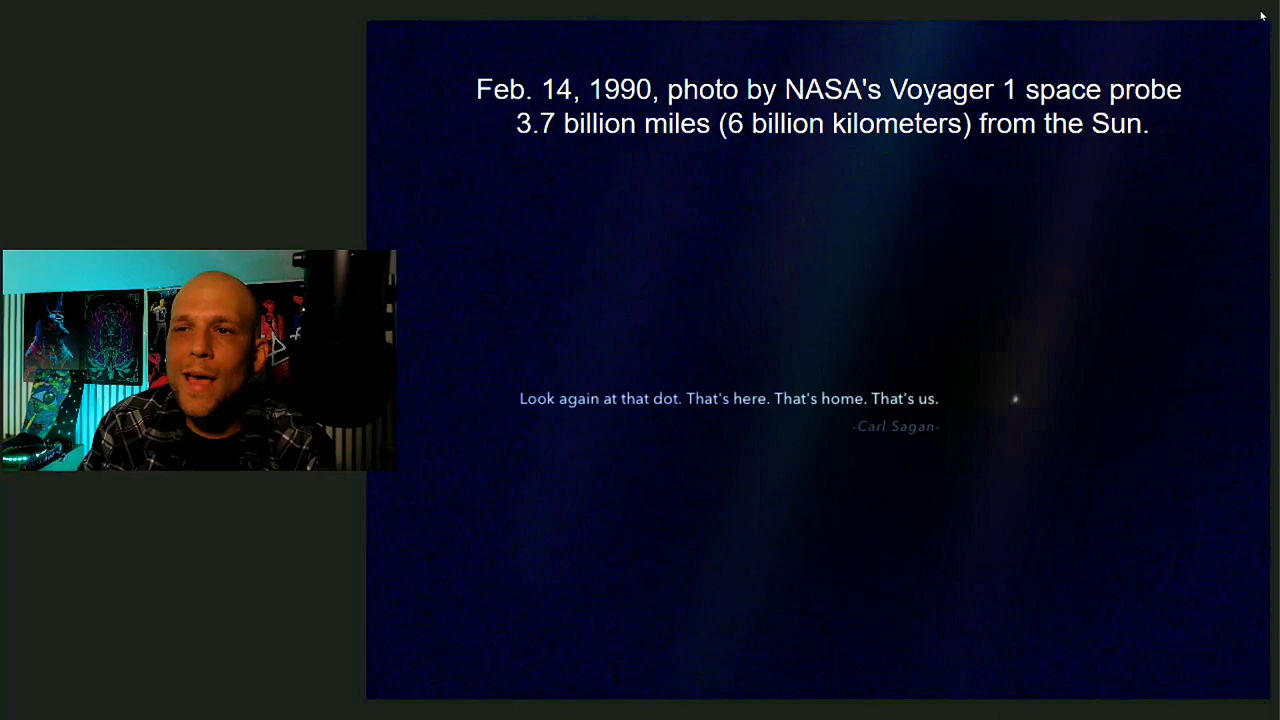 Feb. 14, 1990, photo by NASA's Voyager 1 space probe
3.7 billion miles (6 billion kilometers) from the Sun.
Look again at that dot. That's here. That's home. That's us.
-Carl Sagan-